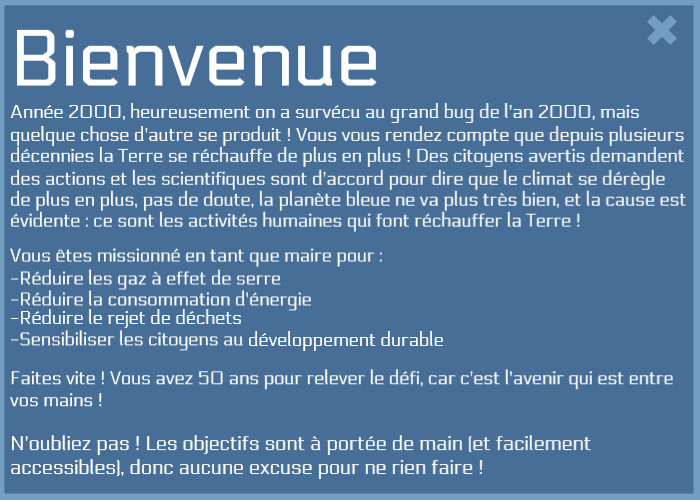 Bienvenue
Année 2000, heureusement on a survécu au grand bug de l'an 2000, mais
quelque chose d'autre se produit ! Vous vous rendez compte que depuis plusieurs
décennies la Terre se réchauffe de plus en plus ! Des citoyens avertis demandent
des actions et les scientifiques sont d'accord pour dire que le climat se dérègle
de plus en plus, pas de doute, la planète bleue ne va plus très bien, et la cause est
évidente : ce sont les activités humaines qui font réchauffer la Terre !
Vous êtes missionné en tant que maire pour :
-Réduire les gaz à effet de serre
-Réduire la consommation d'énergie
-Réduire le rejet de déchets
-Sensibiliser les citoyens au développement durable
Faites vite ! Vous avez 50 ans pour relever le défi, car c'est l'avenir qui est entre
vos mains !
N'oubliez pas ! Les objectifs sont à portée de main (et facilement
accessibles), donc aucune excuse pour ne rien faire !